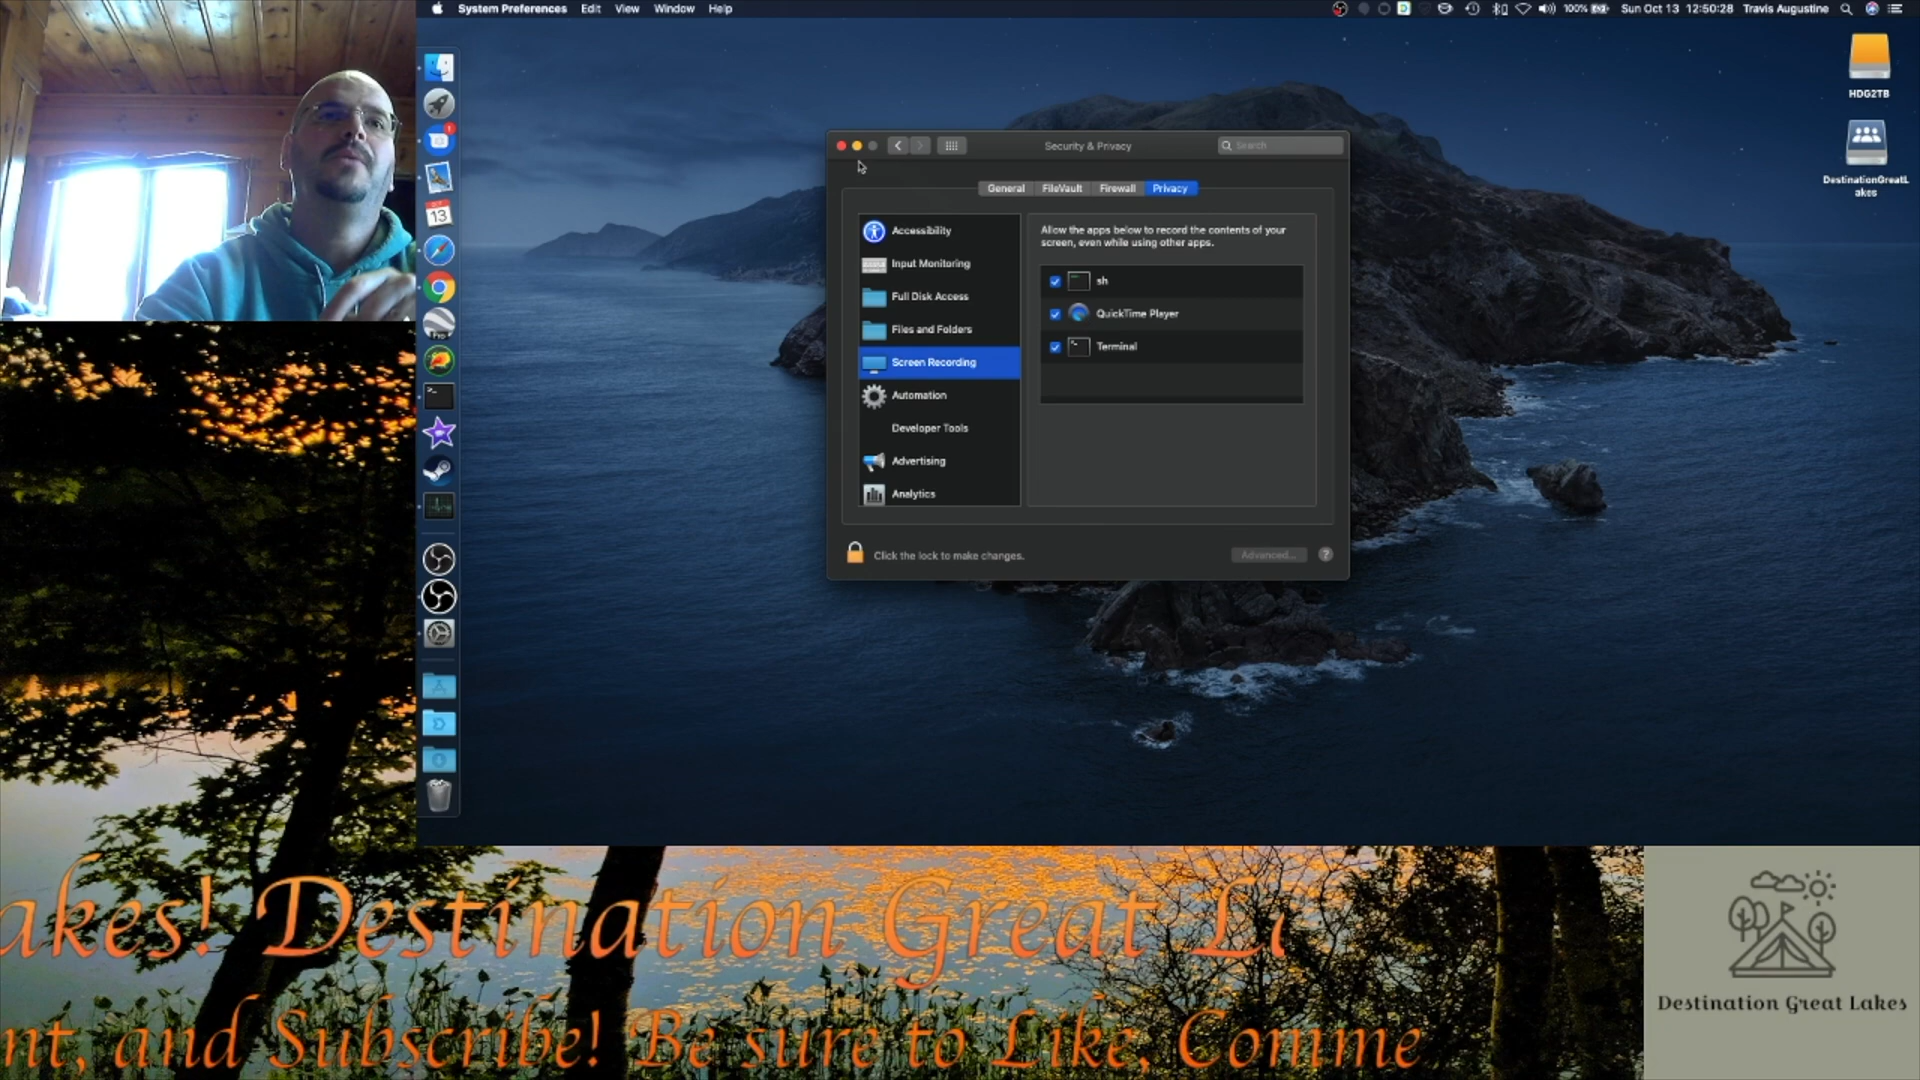 System Preferences Edit View Window Help
100% Sun Oct 13 12:50:28 Travis Augustine
HDG2TB
DestinationGreatL
akes
13
Security & Privacy
Search
General FileVault Firewall Privacy
Accessibility
Input Monitoring
Full Disk Access
Files and Folders
Screen Recording
Automation
Developer Tools
Advertising
Analytics
Allow the apps below to record the contents of your
screen, even while using other apps.
sh
QuickTime Player
Terminal
Click the lock to make changes.
Advanced...
?
akes! Destination Great La
nt, and Subscribe! Be sure to Like, Comme
Destination Great Lakes